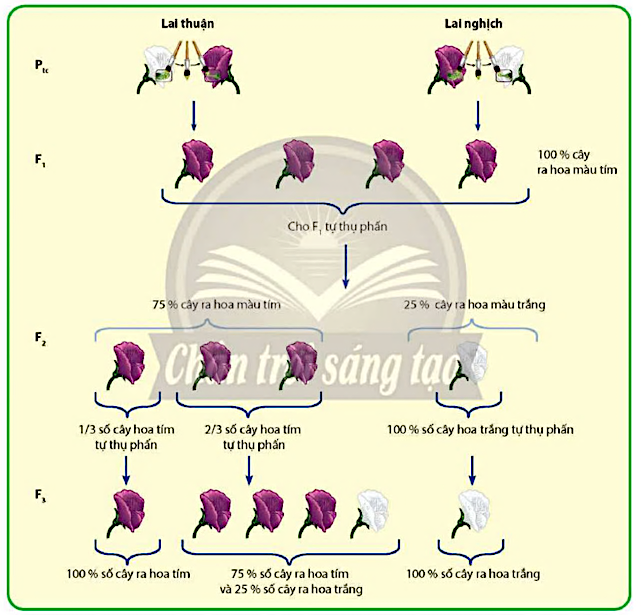 Lai thuận
Lai nghịch
Ptc
F1
100 % cây
ra hoa màu tím
Cho F1 tự thụ phấn
75 % cây ra hoa màu tím
25 % cây ra hoa màu trắng
F2
Chân trời sáng tạo
1/3 số cây hoa tím
tự thụ phấn
2/3 số cây hoa tím
tự thụ phấn
100 % số cây hoa trắng tự thụ phấn
F3
100 % số cây ra hoa tím
75 % số cây ra hoa tím
và 25 % số cây ra hoa trắng
100 % số cây ra hoa trắng